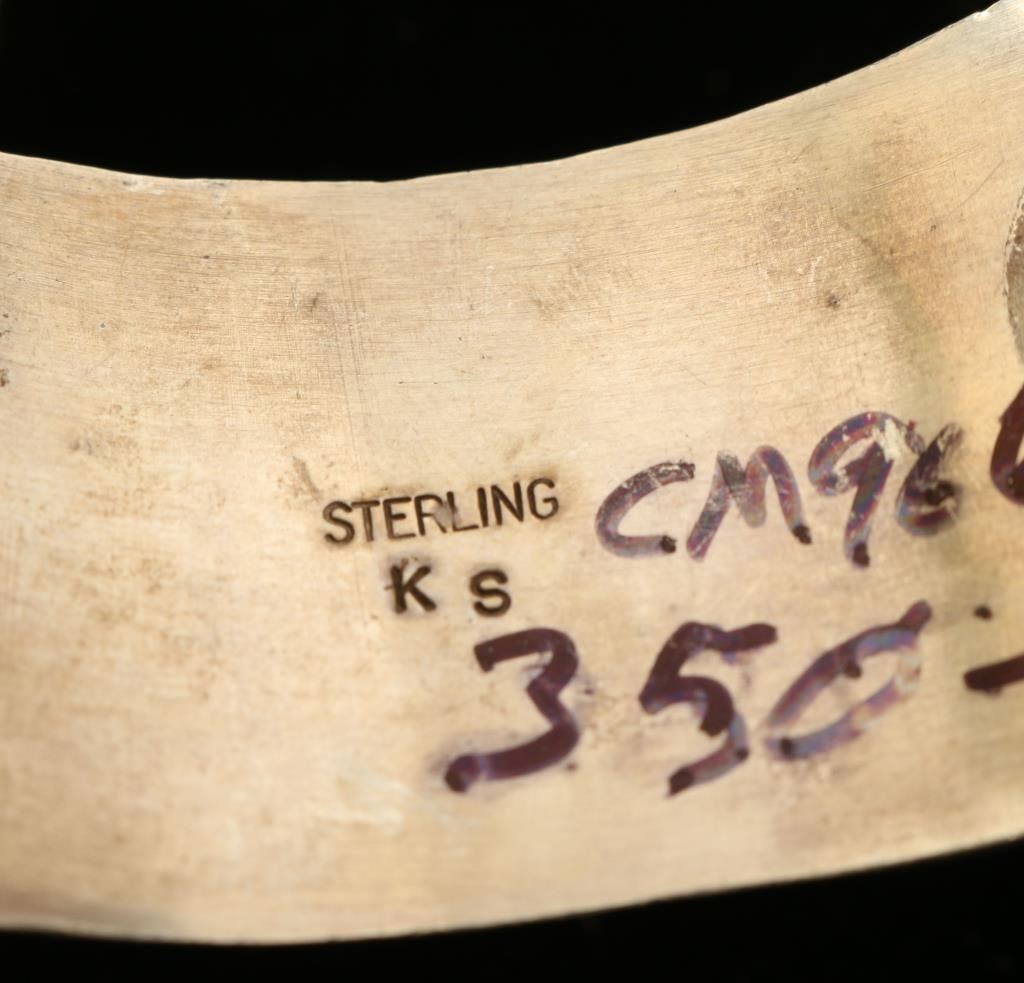 STERLING CM96
K S
350-